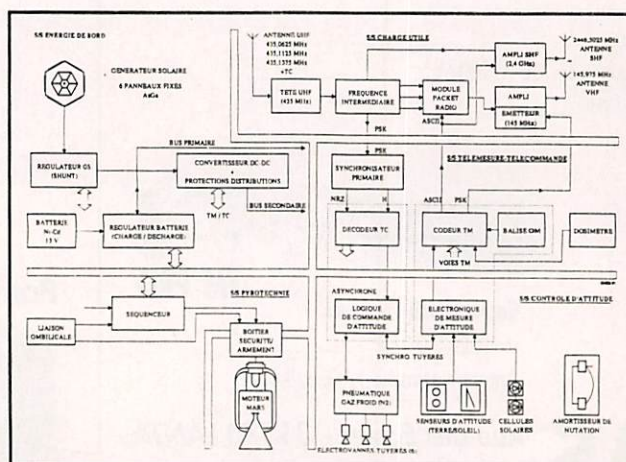 S/S ENERGIE DE BORD
GENERATEUR SOLAIRE
6 PANNEAUX FIXES
AsGa
REGULATEUR GS
(SHUNT)
BUS PRIMAIRE
CONVERTISSEUR DC DC
+
PROTECTIONS DISTRIBUTIONS
BUS SECONDAIRE
TM / TC
BATTERIE
Ni-Cd
REGULATEUR BATTERIE
(CHARGE / DECHARGE)
S/S CHARGE UTILE
ANTENNE UHF
435,0625 MHz
435,1125 MHz
435,1375 MHz
+TC
TETE UHF
(435 MHz)
FREQUENCE
INTERMEDIAIRE
MODULE
PACKET
RADIO
AMPLI SHF
(2,4 GHz)
2446,5025 MHz
ANTENNE
SHF
145,975 MHz
ANTENNE
VHF
AMPLI
EMETTEUR
(145 MHz)
ASCII
PSK
S/S TELEMESURE-TELECOMMANDE
PSK
SYNCHRONISATEUR
PRIMAIRE
NRZ
H
ASCII
PSK
DECODEUR TC
CODEUR TM
BALISE OM
DOSIMETRE
VOIES TM
S/S PYROTECHNIE
SEQUENCEUR
LIAISON
OMBILICALE
BOITIER
SECURITE/
ARMEMENT
MOTEUR
MARS
S/S CONTROLE D'ATTITUDE
ASYNCHRONE
LOGIQUE
DE COMMANDE
D'ATTITUDE
ELECTRONIQUE
DE MESURE
D'ATTITUDE
SYNCHRO TUYERES
PNEUMATIQUE
GAZ FROID (N2)
SENSEURS D'ATTITUDE
(TERRE/SOLEIL)
CELLULES
SOLAIRES
AMORTISSEUR DE
NUTATION
ELECTROVANNES TUYERES